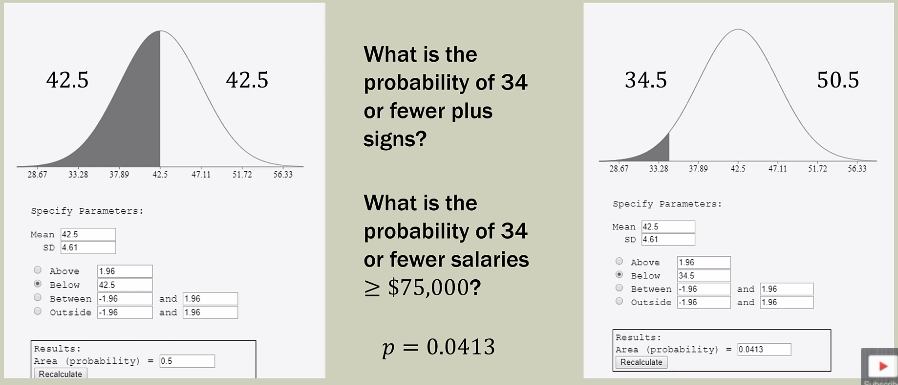 42.5
42.5
28.67 33.28 37.89 42.5 47.11 51.72 56.33
Specify Parameters:
Mean 42.5
SD 4.61
Above 1.96
Below 42.5
Between -1.96 and 1.96
Outside -1.96 and 1.96
Results:
Area (probability) = 0.5
Recalculate
What is the
probability of 34
or fewer plus
signs?
What is the
probability of 34
or fewer salaries
≥ $75,000?
p = 0.0413
34.5
50.5
28.67 33.28 37.89 42.5 47.11 51.72 56.33
Specify Parameters:
Mean 42.5
SD 4.61
Above 1.96
Below 34.5
Between -1.96 and 1.96
Outside -1.96 and 1.96
Results:
Area (probability) = 0.0413
Recalculate